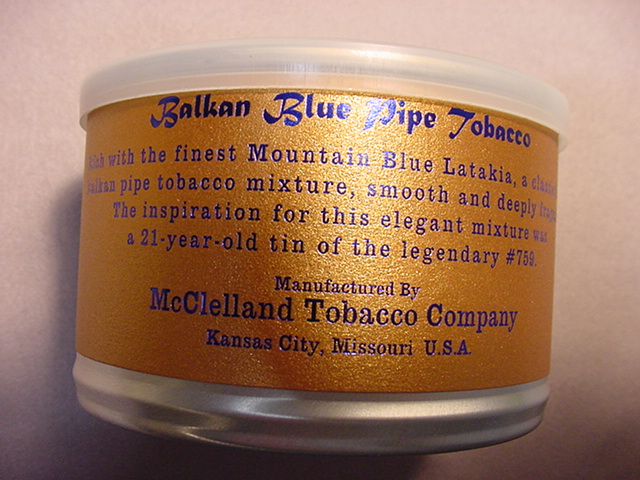 Balkan Blue Pipe Tobacco
with the finest Mountain Blue Latakia, a
Balkan pipe tobacco mixture, smooth and deeply
The inspiration for this elegant mixture was
a 21-year-old tin of the legendary #759.
Manufactured By
McClelland Tobacco Company
Kansas City, Missouri U.S.A.